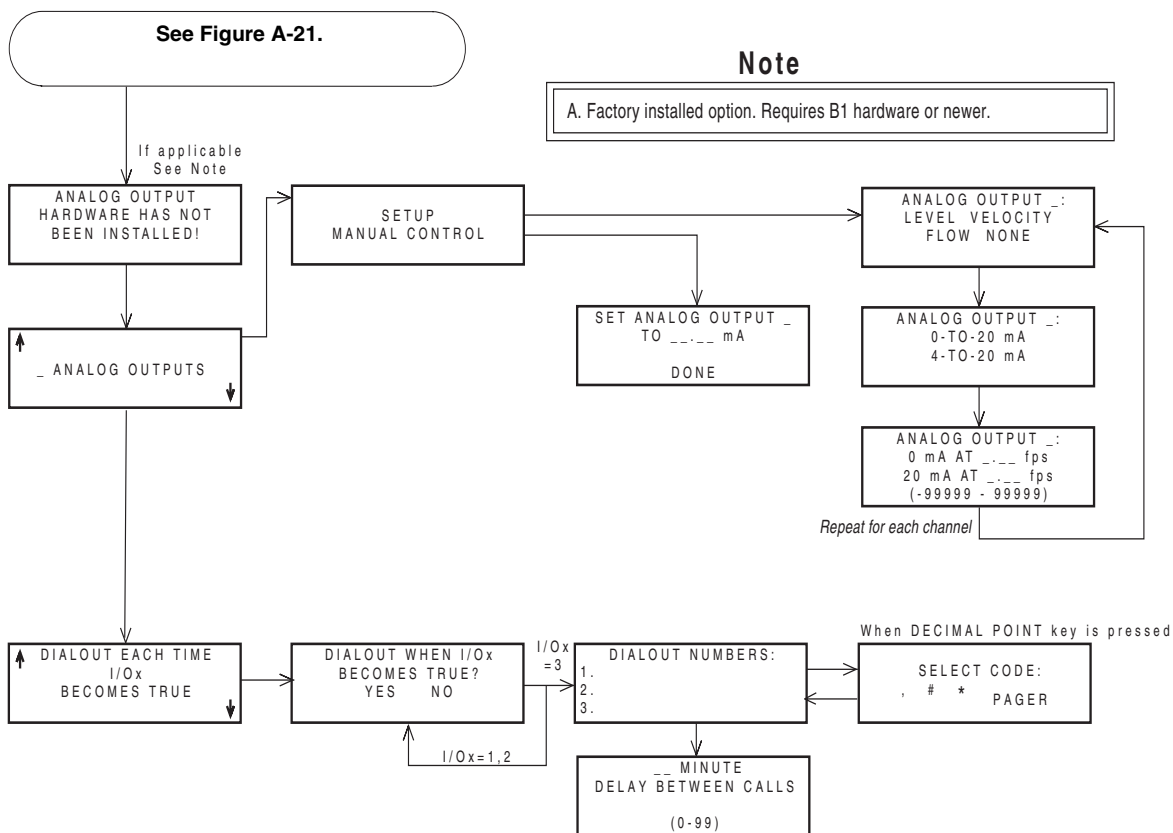 See Figure A-21.
Note
A. Factory installed option. Requires B1 hardware or newer.
If applicable
See Note
ANALOG OUTPUT
HARDWARE HAS NOT
BEEN INSTALLED!
SETUP
MANUAL CONTROL
ANALOG OUTPUT _:
LEVEL VELOCITY
FLOW NONE
_ ANALOG OUTPUTS
SET ANALOG OUTPUT _
TO __.__ mA
DONE
ANALOG OUTPUT _:
0-TO-20 mA
4-TO-20 mA
ANALOG OUTPUT _:
0 mA AT _.__ fps
20 mA AT _.__ fps
(-99999 - 99999)
Repeat for each channel
DIALOUT EACH TIME
I/Ox
BECOMES TRUE
DIALOUT WHEN I/Ox
BECOMES TRUE?
YES NO
I/Ox
=3
I/Ox=1,2
DIALOUT NUMBERS:
1.
2.
3.
When DECIMAL POINT key is pressed
SELECT CODE:
, # * PAGER
__ MINUTE
DELAY BETWEEN CALLS
(0-99)